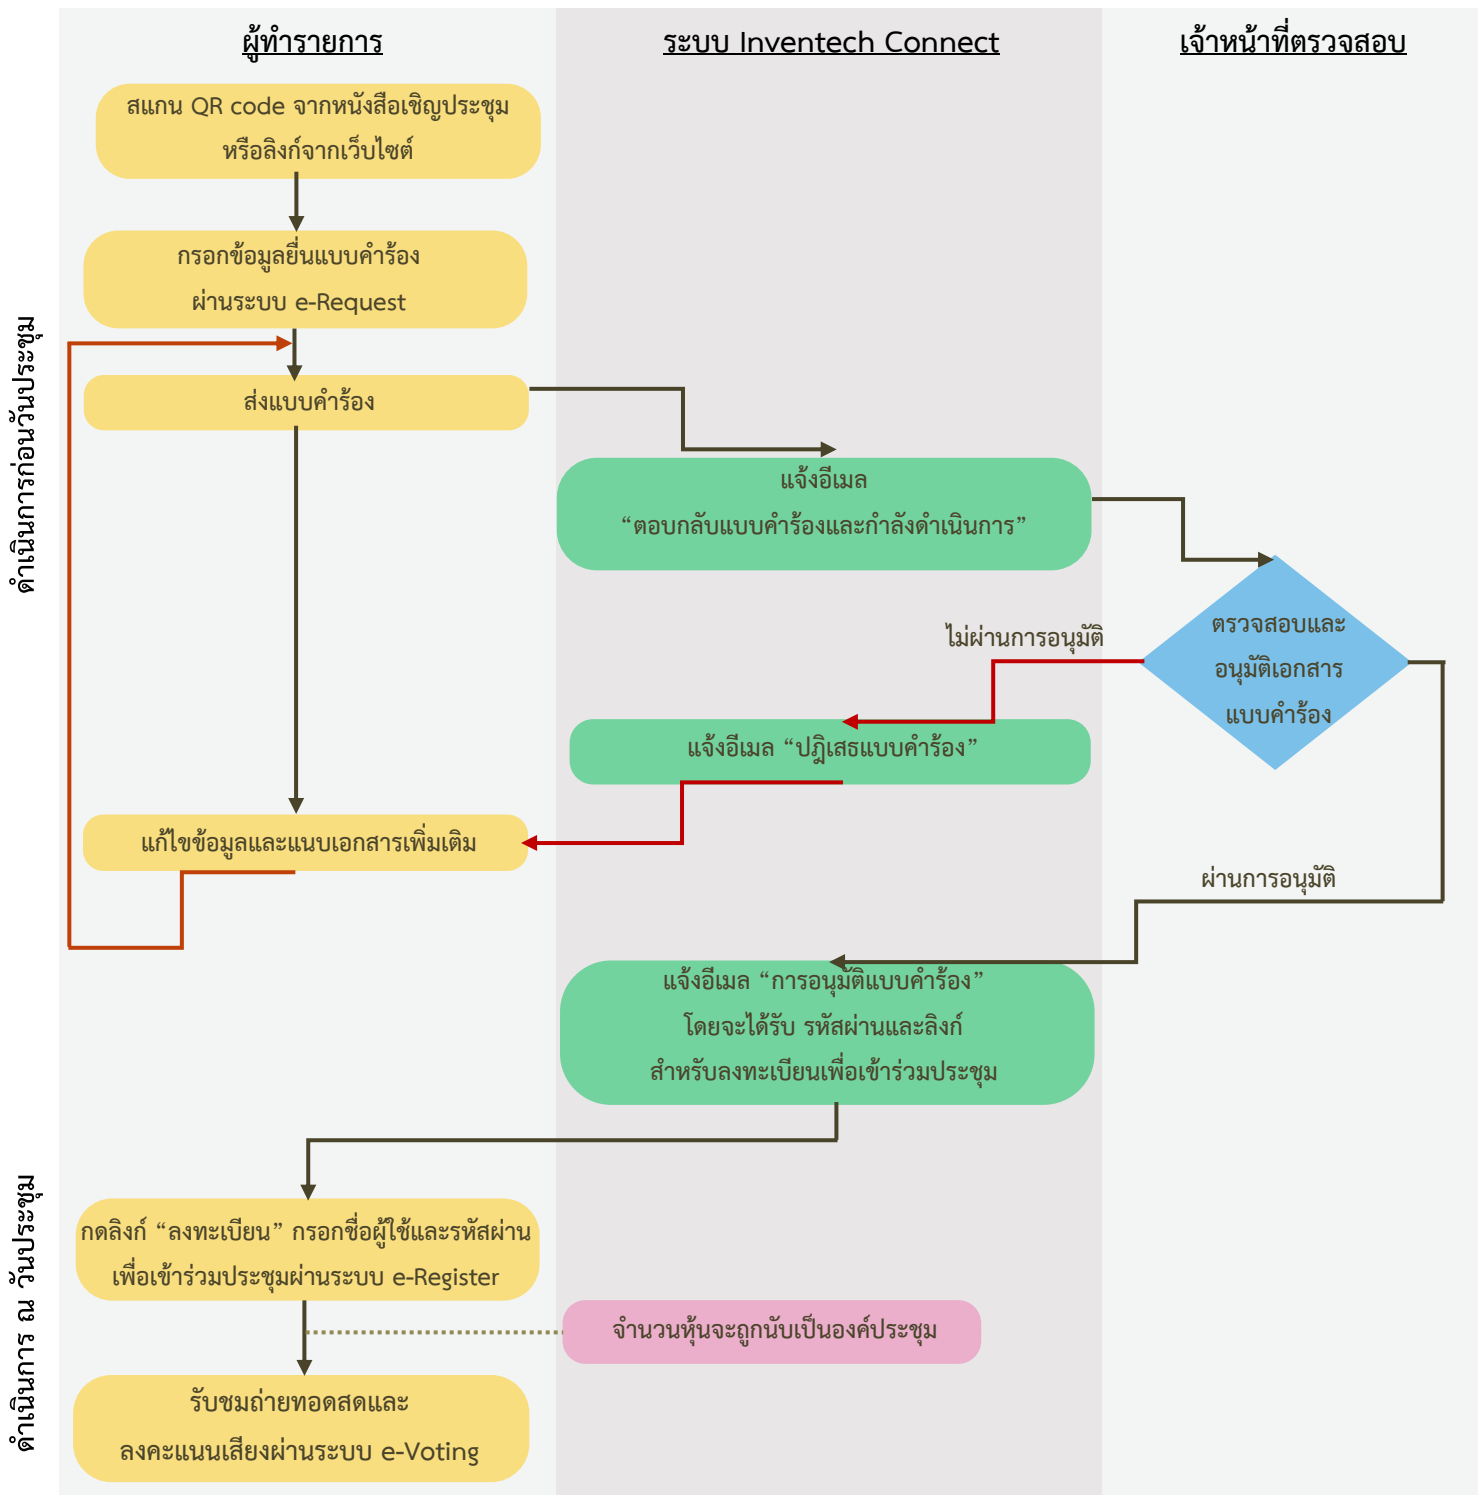 ผู้ทำรายการ
ระบบ Inventech Connect
เจ้าหน้าที่ตรวจสอบ
ดำเนินการก่อนวันประชุม
สแกน QR code จากหนังสือเชิญประชุม
หรือลิงก์จากเว็บไซต์
กรอกข้อมูลยื่นแบบคำร้อง
ผ่านระบบ e-Request
ส่งแบบคำร้อง
แจ้งอีเมล
“ตอบกลับแบบคำร้องและกำลังดำเนินการ”
ตรวจสอบและ
อนุมัติเอกสาร
แบบคำร้อง
ไม่ผ่านการอนุมัติ
แจ้งอีเมล “ปฎิเสธแบบคำร้อง”
แก้ไขข้อมูลและแนบเอกสารเพิ่มเติม
ผ่านการอนุมัติ
แจ้งอีเมล “การอนุมัติแบบคำร้อง”
โดยจะได้รับ รหัสผ่านและลิงก์
สำหรับลงทะเบียนเพื่อเข้าร่วมประชุม
ดำเนินการ ณ วันประชุม
กดลิงก์ “ลงทะเบียน” กรอกชื่อผู้ใช้และรหัสผ่าน
เพื่อเข้าร่วมประชุมผ่านระบบ e-Register
จำนวนหุ้นจะถูกนับเป็นองค์ประชุม
รับชมถ่ายทอดสดและ
ลงคะแนนเสียงผ่านระบบ e-Voting